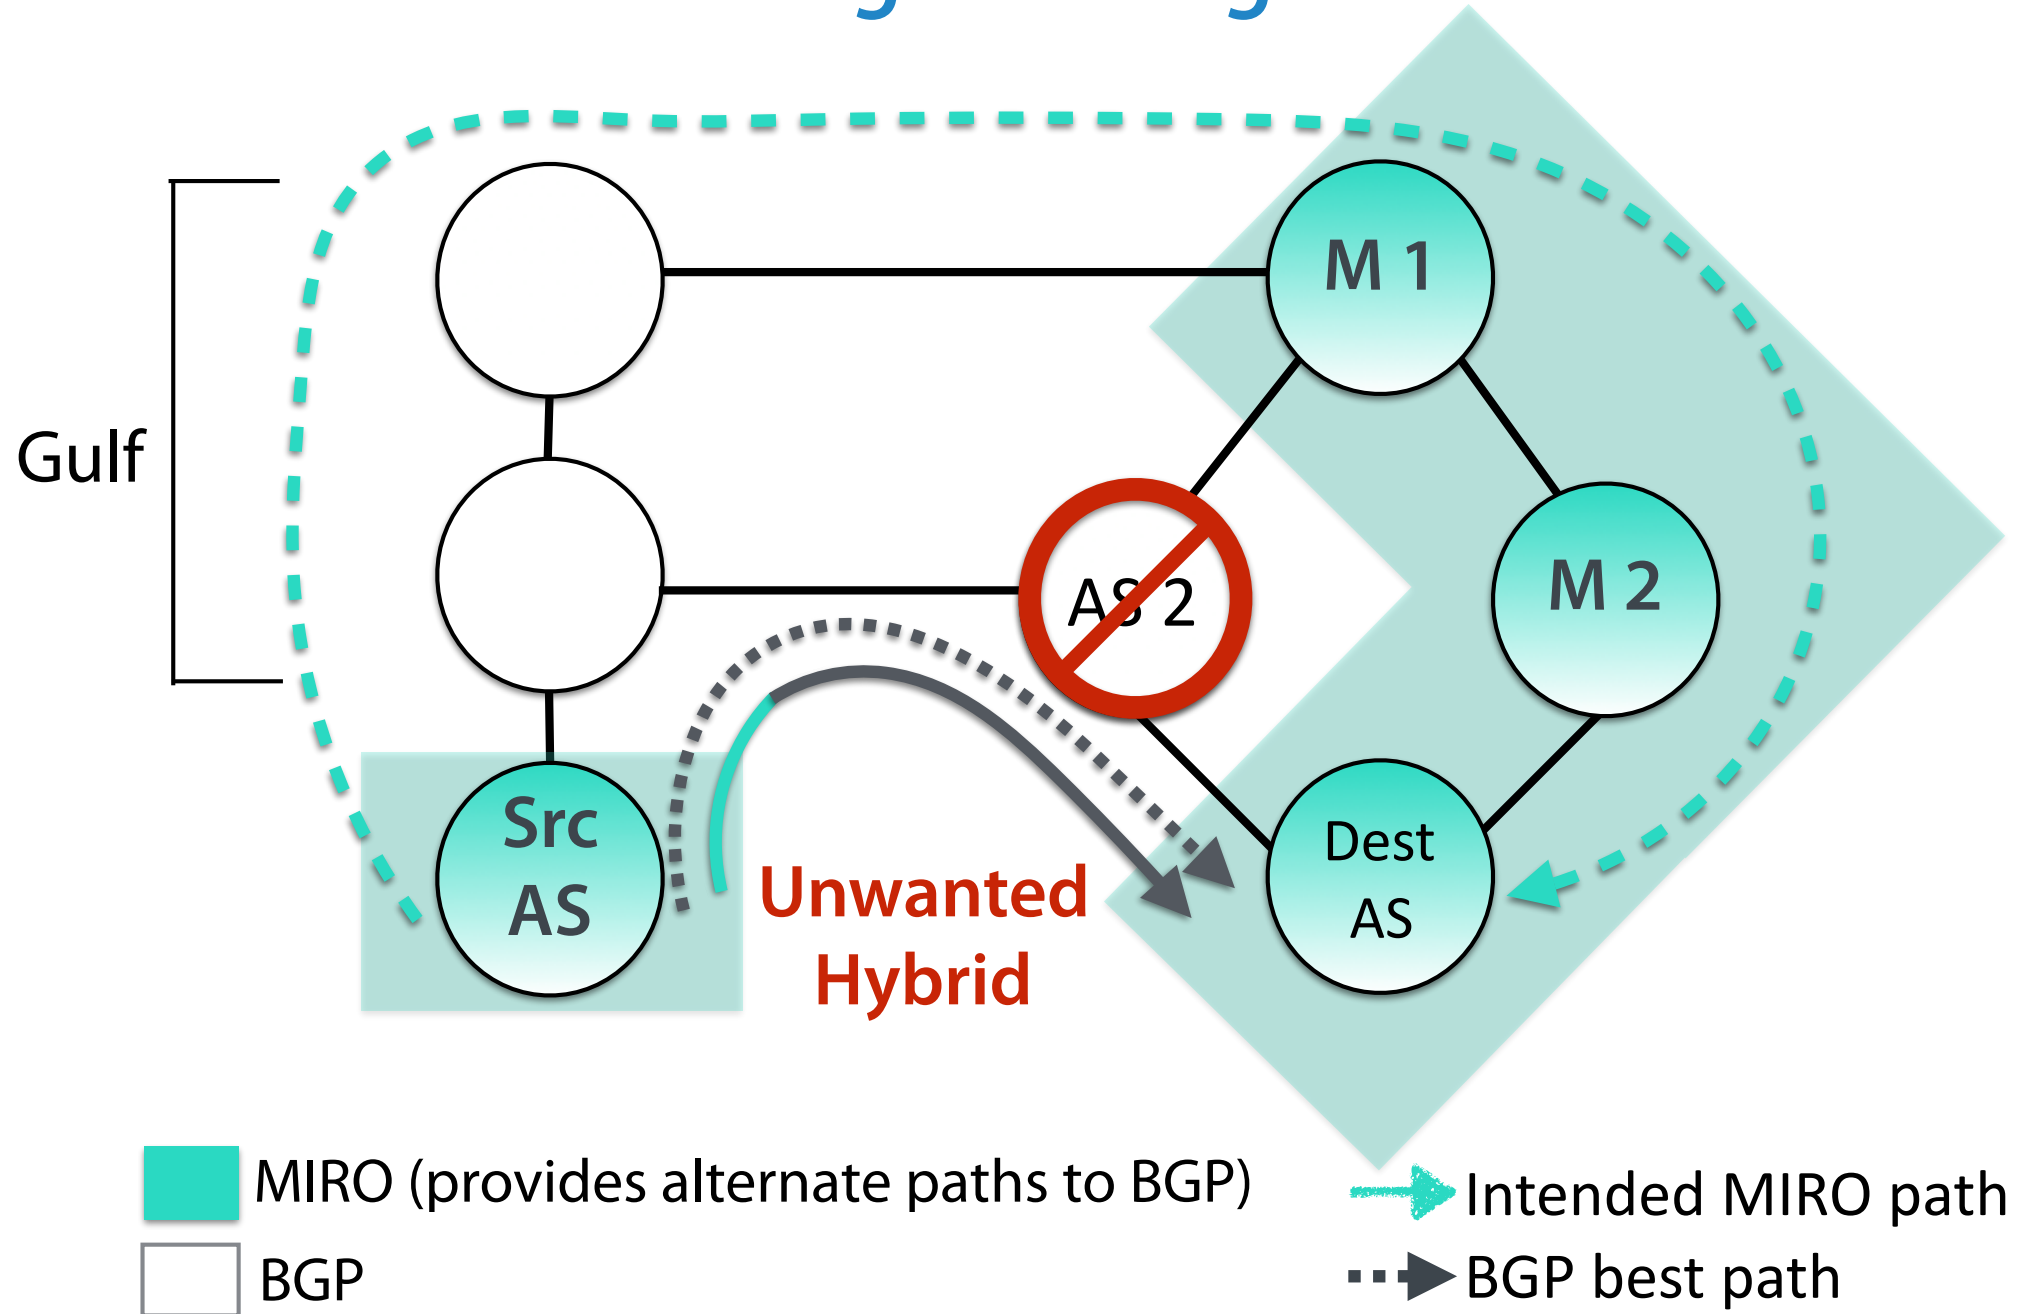 M 1
Gulf
AS 2
M 2
Src
AS
Dest
AS
Unwanted
Hybrid
MIRO (provides alternate paths to BGP)
BGP
Intended MIRO path
BGP best path